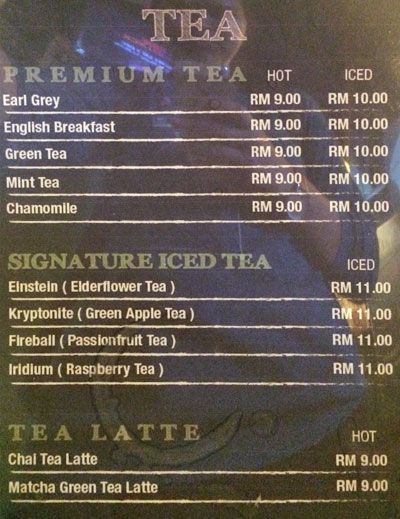 TEA
PREMIUM TEA HOT ICED
Earl Grey RM 9.00 RM 10.00
English Breakfast RM 9.00 RM 10.00
Green Tea RM 9.00 RM 10.00
Mint Tea RM 9.00 RM 10.00
Chamomile RM 9.00 RM 10.00
SIGNATURE ICED TEA ICED
Einstein ( Elderflower Tea ) RM 11.00
Kryptonite ( Green Apple Tea ) RM 11.00
Fireball ( Passionfruit Tea ) RM 11.00
Iridium ( Raspberry Tea ) RM 11.00
TEA LATTE HOT
Chai Tea Latte RM 9.00
Matcha Green Tea Latte RM 9.00